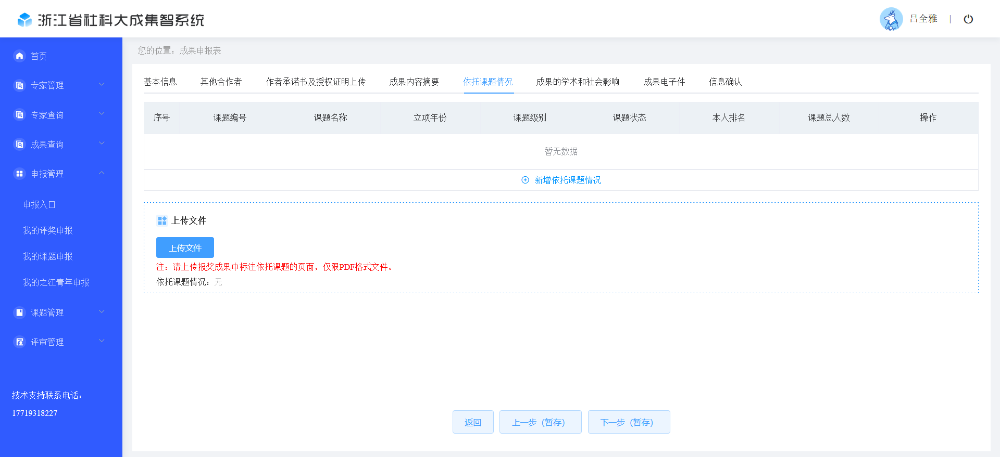 浙江省社科大成集智系统
吕全雅
首页
专家管理
专家查询
成果查询
申报管理
申报入口
我的评奖申报
我的课题申报
我的之江青年申报
课题管理
评审管理
技术支持联系电话：
17719318227
您的位置：成果申报表
基本信息 其他合作者 作者承诺书及授权证明上传 成果内容摘要 依托课题情况 成果的学术和社会影响 成果电子件 信息确认
序号 课题编号 课题名称 立项年份 课题级别 课题状态 本人排名 课题总人数 操作
暂无数据
新增依托课题情况
上传文件
上传文件
注：请上传报奖成果中标注依托课题的页面，仅限PDF格式文件。
依托课题情况：无
返回 上一步（暂存） 下一步（暂存）